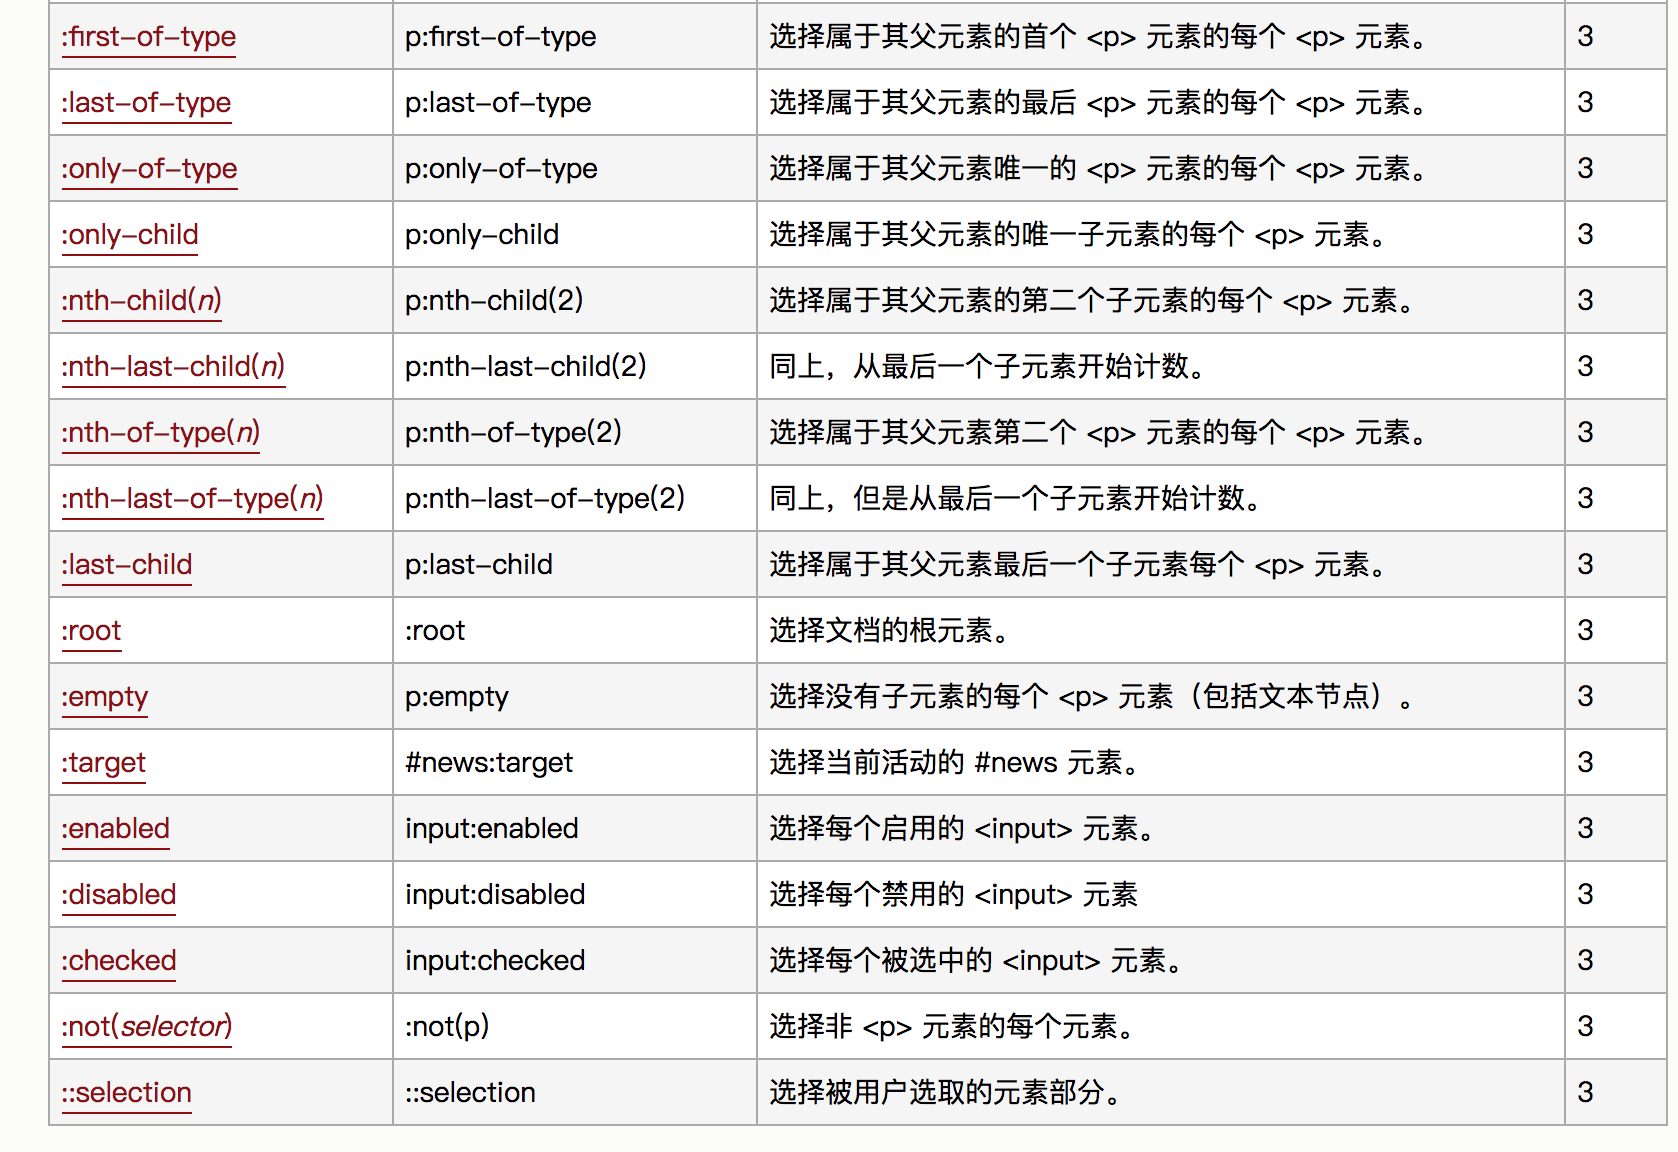 :first-of-type p:first-of-type 选择属于其父元素的首个 <p> 元素的每个 <p> 元素。 3
:last-of-type p:last-of-type 选择属于其父元素的最后 <p> 元素的每个 <p> 元素。 3
:only-of-type p:only-of-type 选择属于其父元素唯一的 <p> 元素的每个 <p> 元素。 3
:only-child p:only-child 选择属于其父元素的唯一子元素的每个 <p> 元素。 3
:nth-child(n) p:nth-child(2) 选择属于其父元素的第二个子元素的每个 <p> 元素。 3
:nth-last-child(n) p:nth-last-child(2) 同上，从最后一个子元素开始计数。 3
:nth-of-type(n) p:nth-of-type(2) 选择属于其父元素第二个 <p> 元素的每个 <p> 元素。 3
:nth-last-of-type(n) p:nth-last-of-type(2) 同上，但是从最后一个子元素开始计数。 3
:last-child p:last-child 选择属于其父元素最后一个子元素每个 <p> 元素。 3
:root :root 选择文档的根元素。 3
:empty p:empty 选择没有子元素的每个 <p> 元素（包括文本节点）。 3
:target #news:target 选择当前活动的 #news 元素。 3
:enabled input:enabled 选择每个启用的 <input> 元素。 3
:disabled input:disabled 选择每个禁用的 <input> 元素 3
:checked input:checked 选择每个被选中的 <input> 元素。 3
:not(selector) :not(p) 选择非 <p> 元素的每个元素。 3
::selection ::selection 选择被用户选取的元素部分。 3